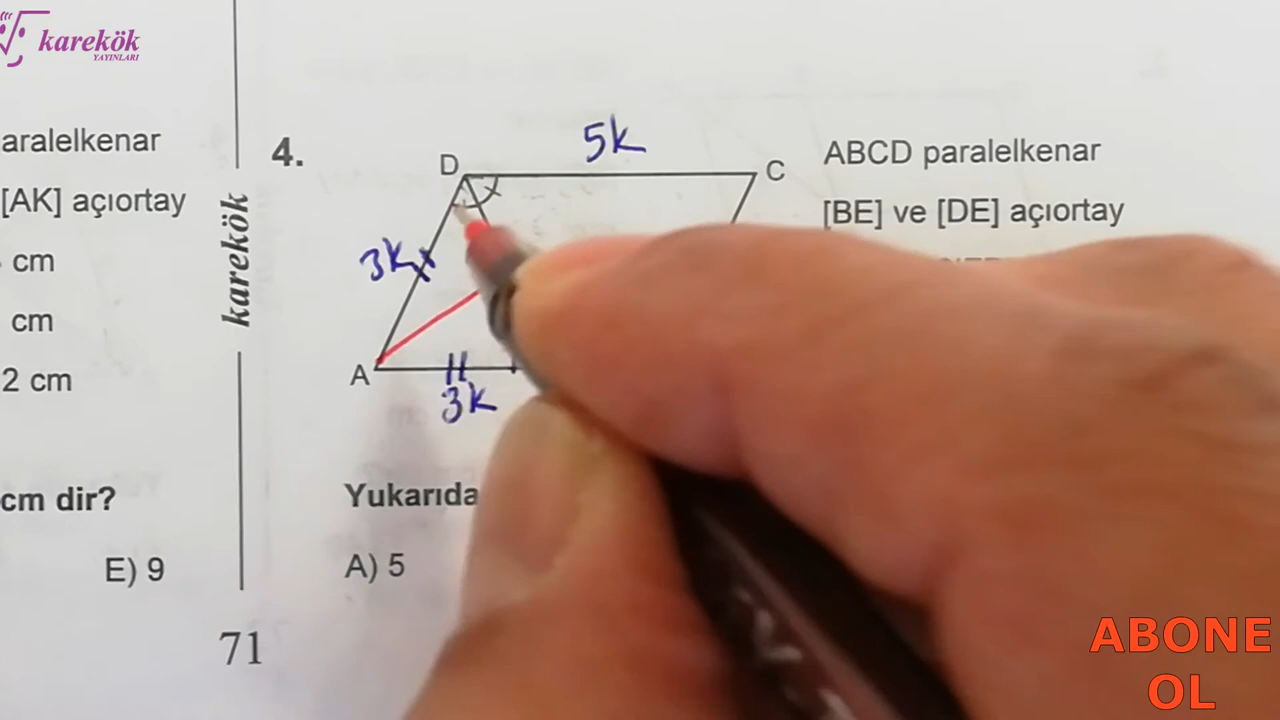 karekök
YAYINLARI
aralelkenar
[AK] açıortay
cm
cm
2 cm
cm dir?
E) 9
71
karekök
4.
D
5k
C
3k
A
3k
ABCD paralelkenar
[BE] ve [DE] açıortay
Yukarıda
A) 5
ABONE
OL